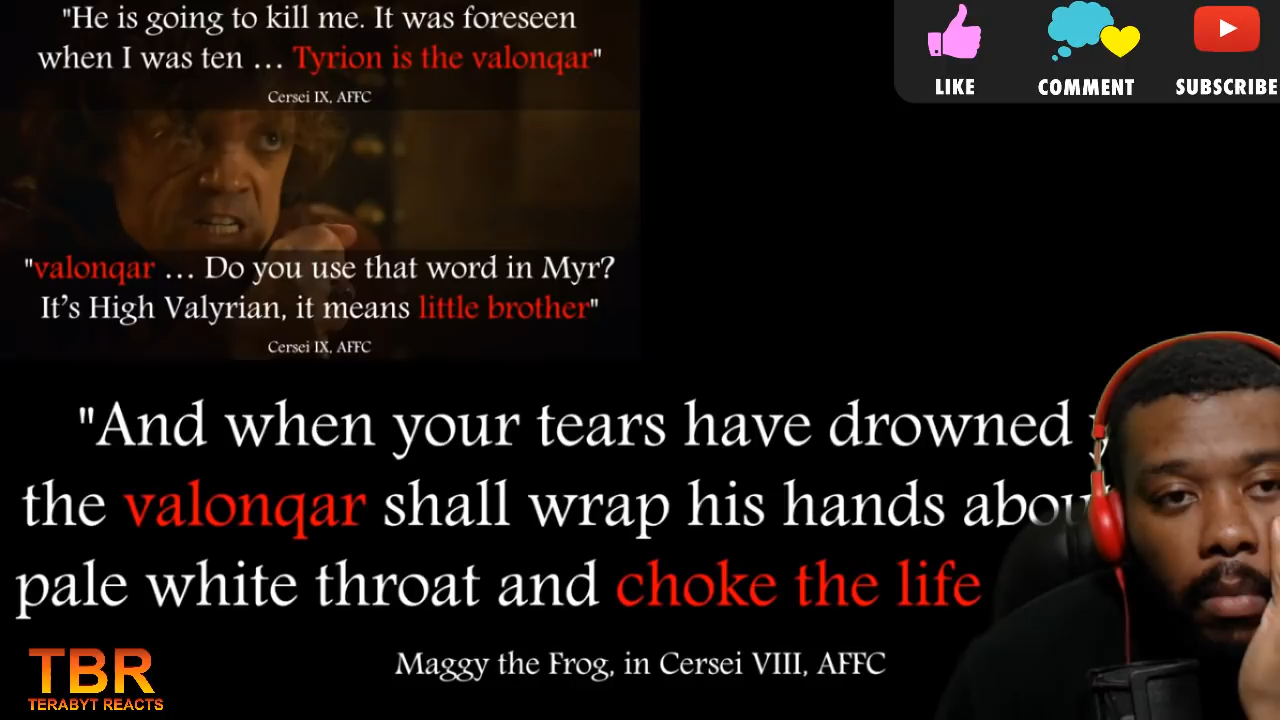 "He is going to kill me. It was foreseen
when I was ten … Tyrion is the valonqar"
Cersei IX, AFFC
"valonqar … Do you use that word in Myr?
It's High Valyrian, it means little brother"
Cersei IX, AFFC
LIKE
COMMENT
SUBSCRIBE
"And when your tears have drowned
the valonqar shall wrap his hands
pale white throat and choke the life
Maggy the Frog, in Cersei VIII, AFFC
TBR
TERABYT REACTS